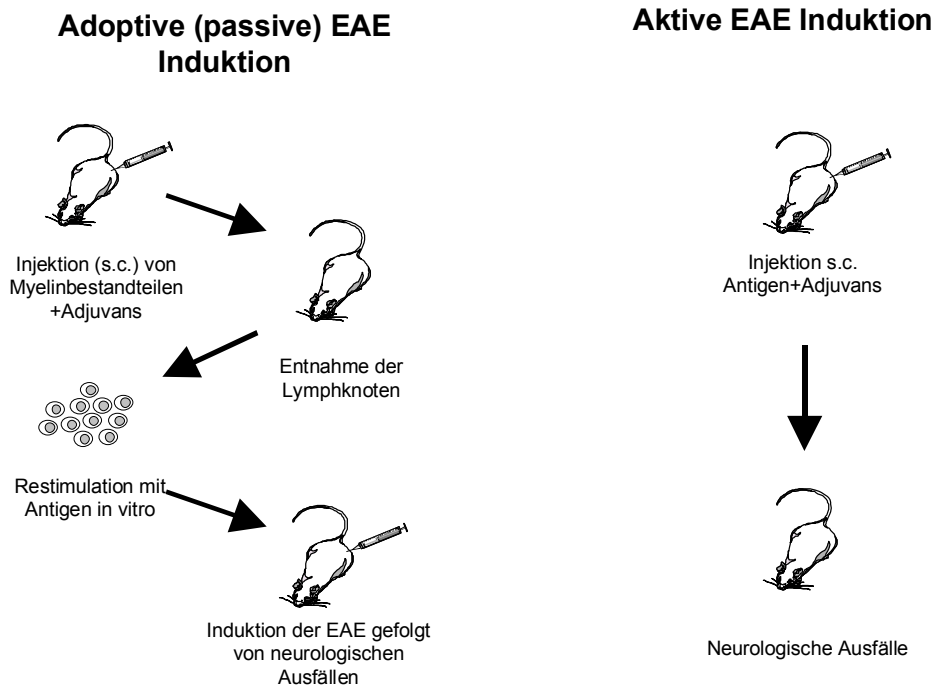 Adoptive (passive) EAE
Induktion
Injektion (s.c.) von
Myelinbestandteilen
+Adjuvans
Entnahme der
Lymphknoten
Restimulation mit
Antigen in vitro
Induktion der EAE gefolgt
von neurologischen
Ausfällen
Aktive EAE Induktion
Injektion s.c.
Antigen+Adjuvans
Neurologische Ausfälle